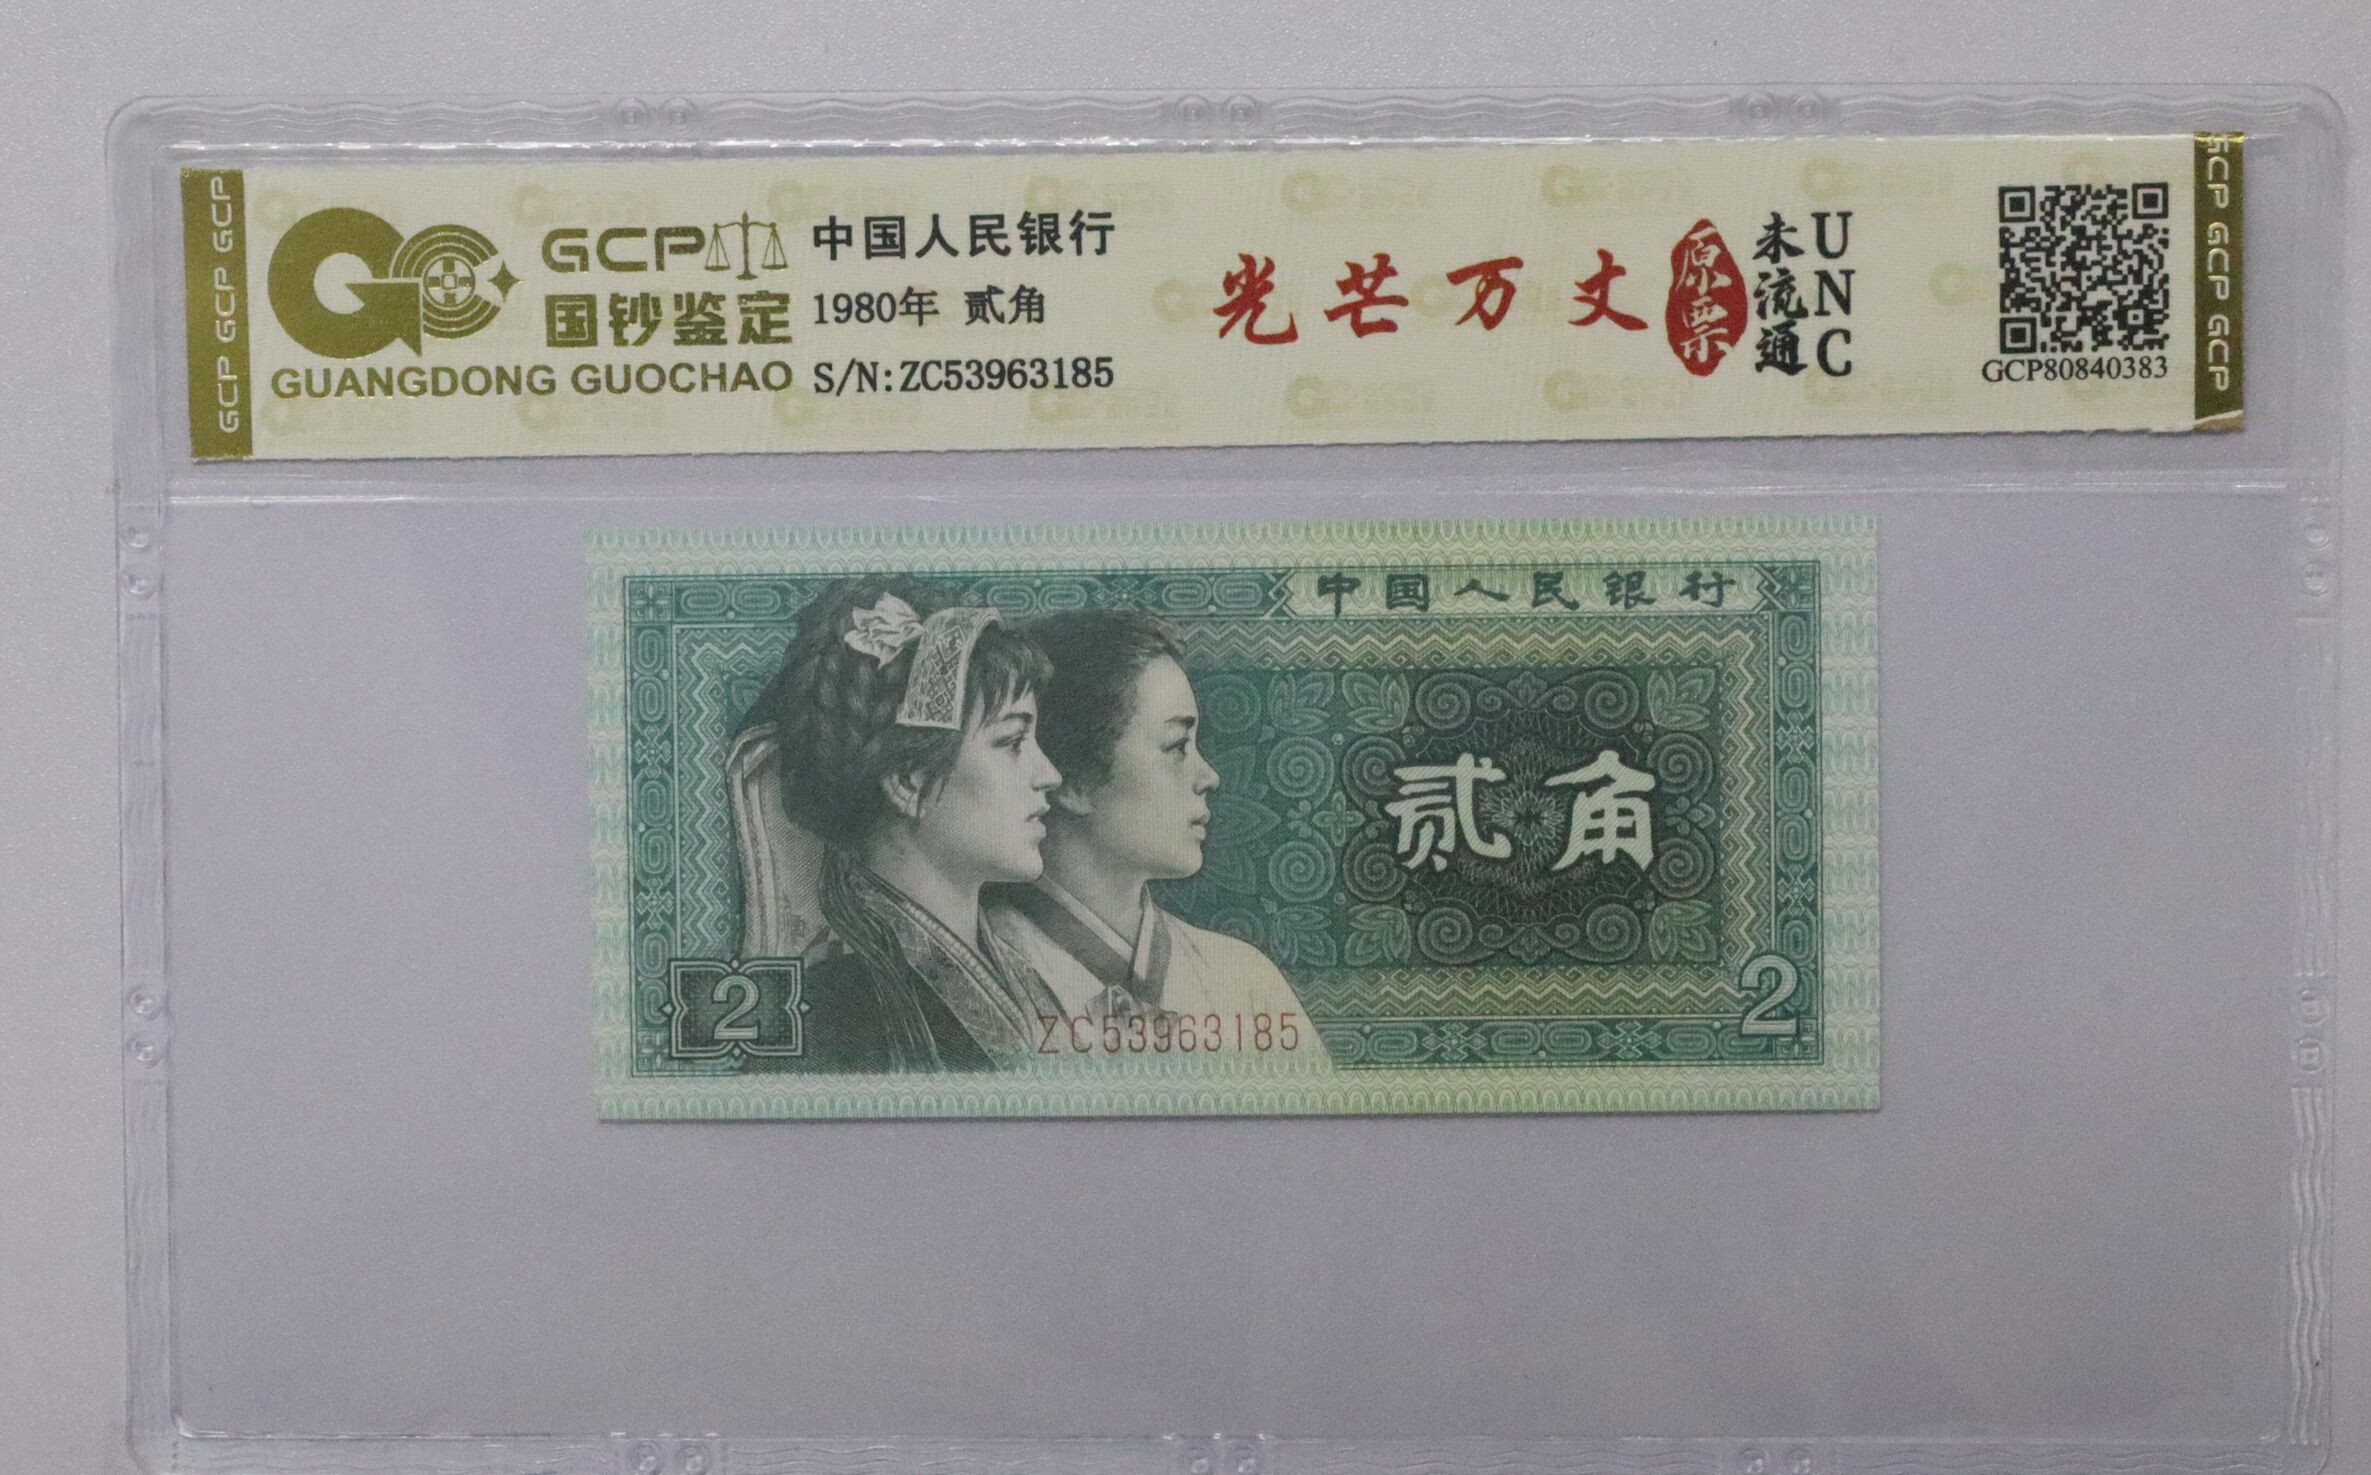 GCP GCP GCP
GCP
国钞鉴定
GUANGDONG GUOCHAO
中国人民银行
1980年 贰角
S/N:ZC53963185
光芒万丈
原票
未流通
UNC
GCP80840383
GCP GCP GCP
中国人民银行
贰角
2
2
ZC53963185